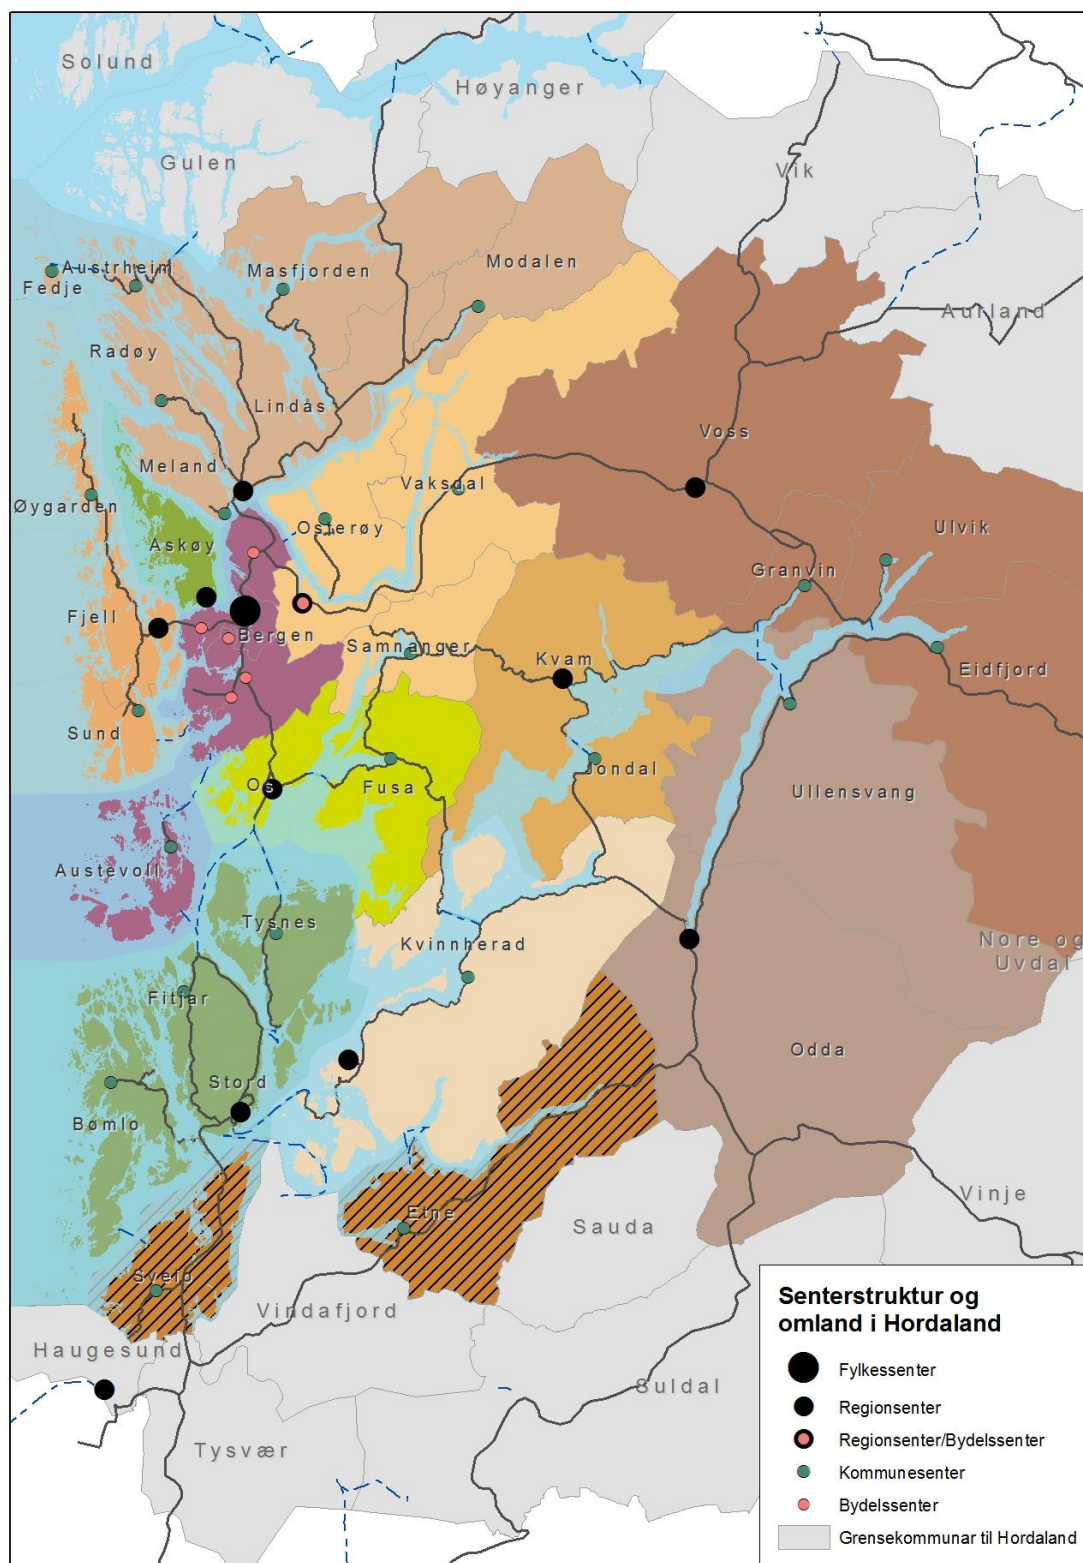 Solund
Høyanger
Gulen
Vik
Austrheim
Fedje
Masfjorden
Modalen
Aurland
Radøy
Lindås
Voss
Meland
Vaksdal
Øygarden
Osterøy
Ulvik
Askøy
Granvin
Fjell
Bergen
Samnanger
Kvam
Eidfjord
Sund
Jondal
Os
Fusa
Ullensvang
Austevoll
Tysnes
Kvinnherad
Nore og
Uvdal
Fitjar
Odda
Stord
Bømlo
Etne
Sauda
Vinje
Sveio
Vindafjord
Haugesund
Suldal
Tysvær
Senterstruktur og
omland i Hordaland
Fylkessenter
Regionsenter
Regionsenter/Bydelssenter
Kommunesenter
Bydelssenter
Grensekommunar til Hordaland